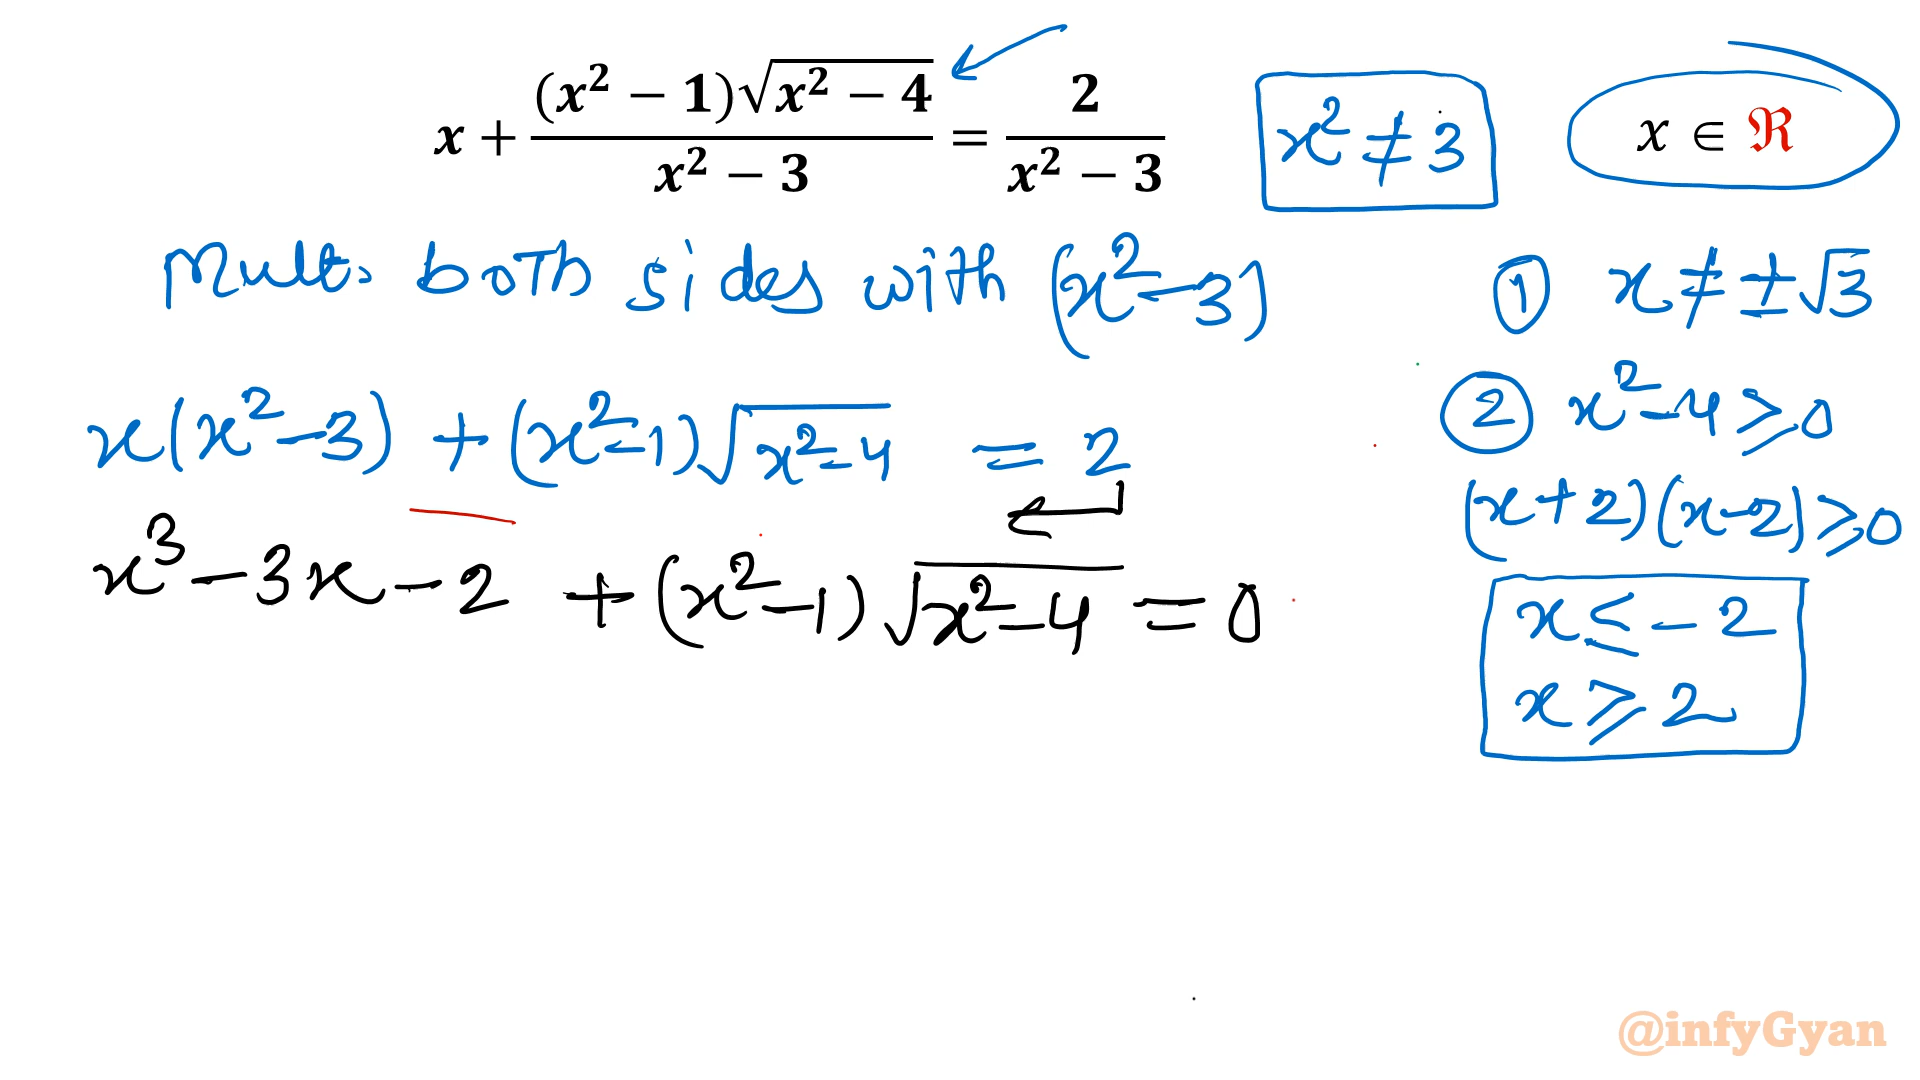 x + (x² − 1)√(x² − 4) / (x² − 3) = 2 / (x² − 3)
x² ≠ 3
x ∈ ℜ
Mult. both sides with (x² − 3)
① x ≠ ±√3
x(x² − 3) + (x² − 1)√(x² − 4) = 2
② x² − 4 ≥ 0
(x + 2)(x − 2) ≥ 0
x³ − 3x − 2 + (x² − 1)√(x² − 4) = 0
x ≤ −2
x ≥ 2
@infyGyan